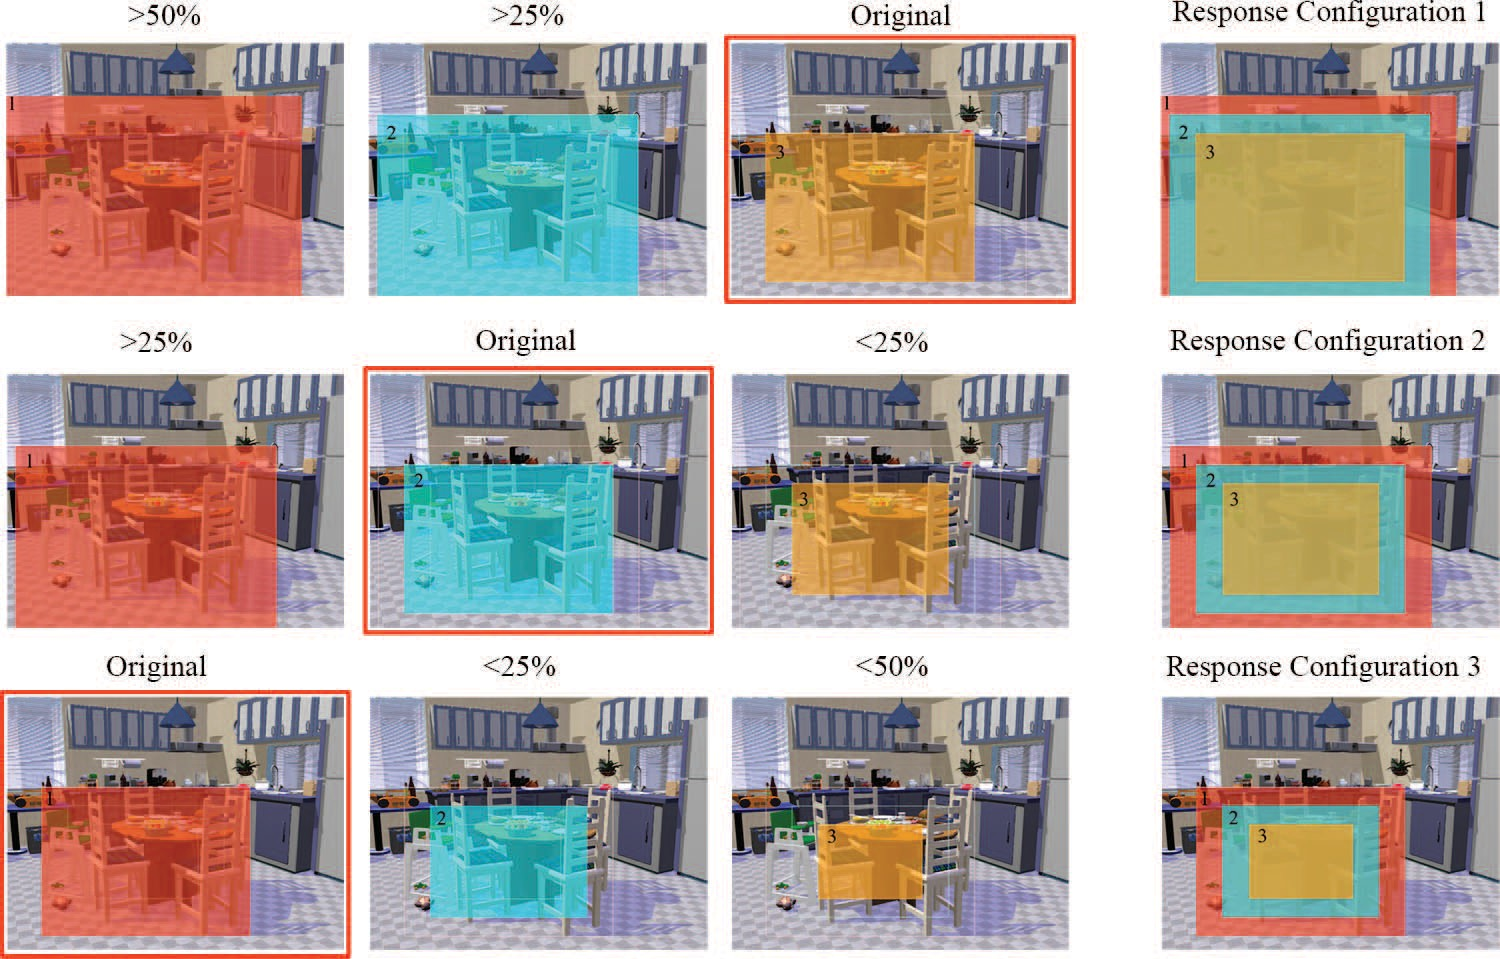 >50% >25% Original Response Configuration 1
1 2 3 1 2 3
>25% Original <25% Response Configuration 2
1 2 3 1 2 3
Original <25% <50% Response Configuration 3
1 2 3 1 2 3